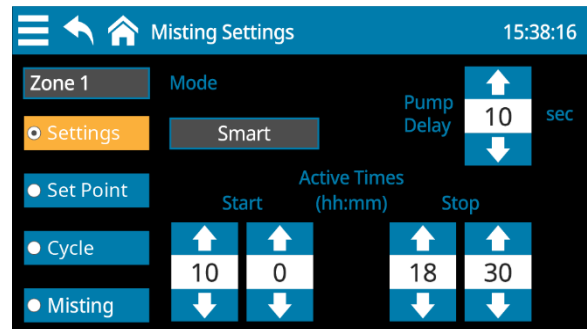 Misting Settings 15:38:16
Zone 1
Mode
Pump
Delay
10
sec
Settings
Smart
Set Point
Active Times
Start (hh:mm) Stop
Cycle
10 0 18 30
Misting